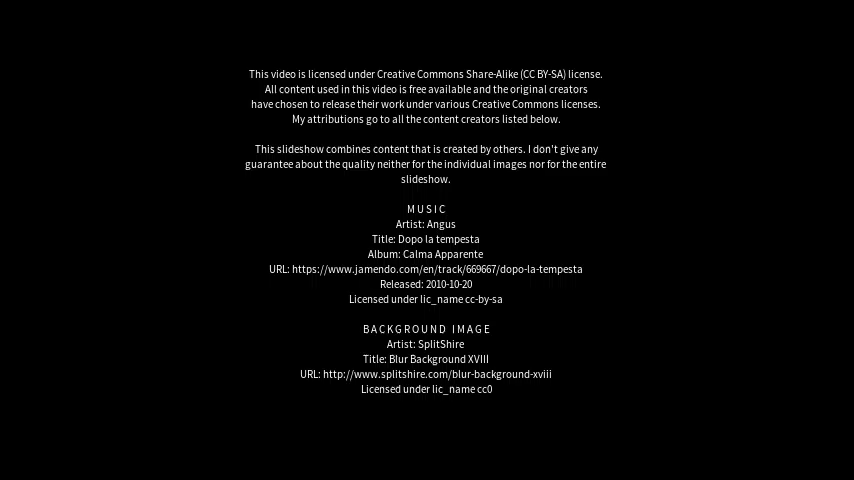 This video is licensed under Creative Commons Share-Alike (CC BY-SA) license.
All content used in this video is free available and the original creators
have chosen to release their work under various Creative Commons licenses.
My attributions go to all the content creators listed below.
This slideshow combines content that is created by others. I don't give any
guarantee about the quality neither for the individual images nor for the entire
slideshow.
MUSIC
Artist: Angus
Title: Dopo la tempesta
Album: Calma Apparente
URL: https://www.jamendo.com/en/track/669667/dopo-la-tempesta
Released: 2010-10-20
Licensed under lic_name cc-by-sa
BACKGROUND IMAGE
Artist: SplitShire
Title: Blur Background XVIII
URL: http://www.splitshire.com/blur-background-xviii
Licensed under lic_name cc0